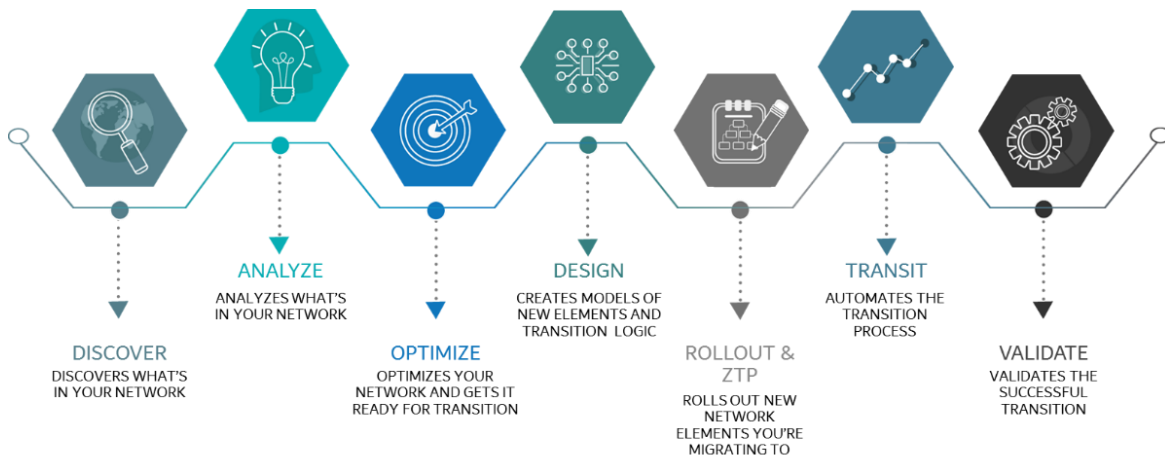 DISCOVER
DISCOVERS WHAT'S
IN YOUR NETWORK
ANALYZE
ANALYZES WHAT'S
IN YOUR NETWORK
OPTIMIZE
OPTIMIZES YOUR
NETWORK AND GETS IT
READY FOR TRANSITION
DESIGN
CREATES MODELS OF
NEW ELEMENTS AND
TRANSITION LOGIC
ROLLOUT &
ZTP
ROLLS OUT NEW
NETWORK
ELEMENTS YOU'RE
MIGRATING TO
TRANSIT
AUTOMATES THE
TRANSITION
PROCESS
VALIDATE
VALIDATES THE
SUCCESSFUL
TRANSITION